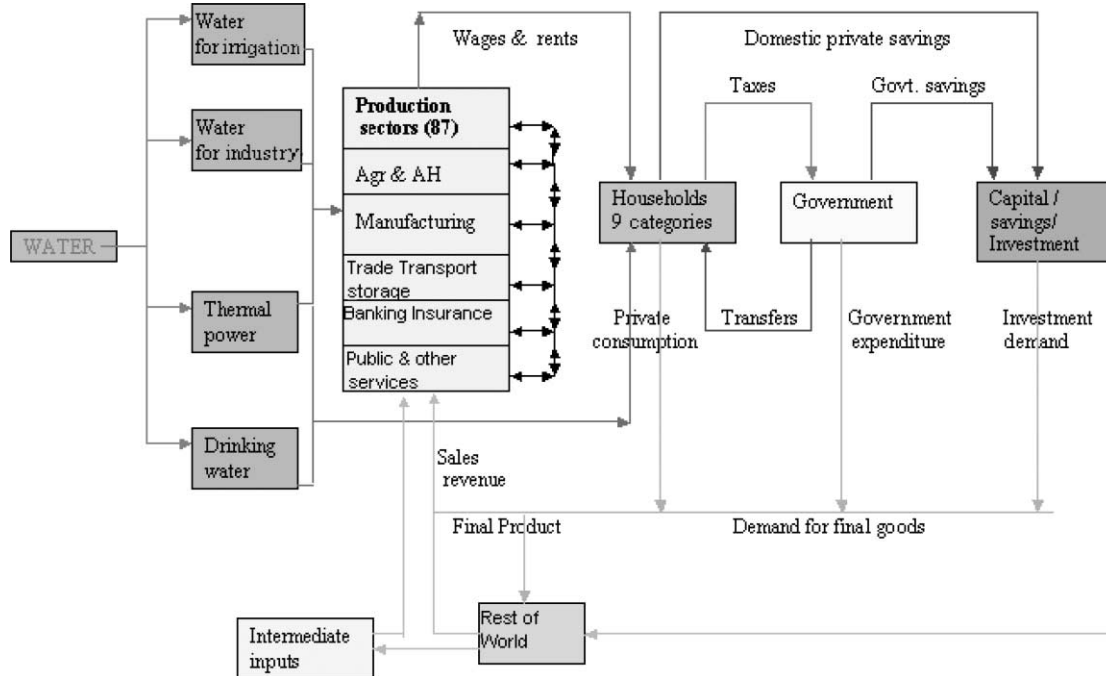 Water
for irrigation
Wages & rents
Domestic private savings
Taxes
Govt. savings
Production
sectors (87)
Water
for industry
Agr & AH
Households
9 categories
Government
Capital /
savings/
Investment
Manufacturing
WATER
Trade Transport
storage
Thermal
power
Banking Insurance
Private
consumption
Transfers
Government
expenditure
Investment
demand
Public & other
services
Drinking
water
Sales
revenue
Final Product
Demand for final goods
Rest of
World
Intermediate
inputs